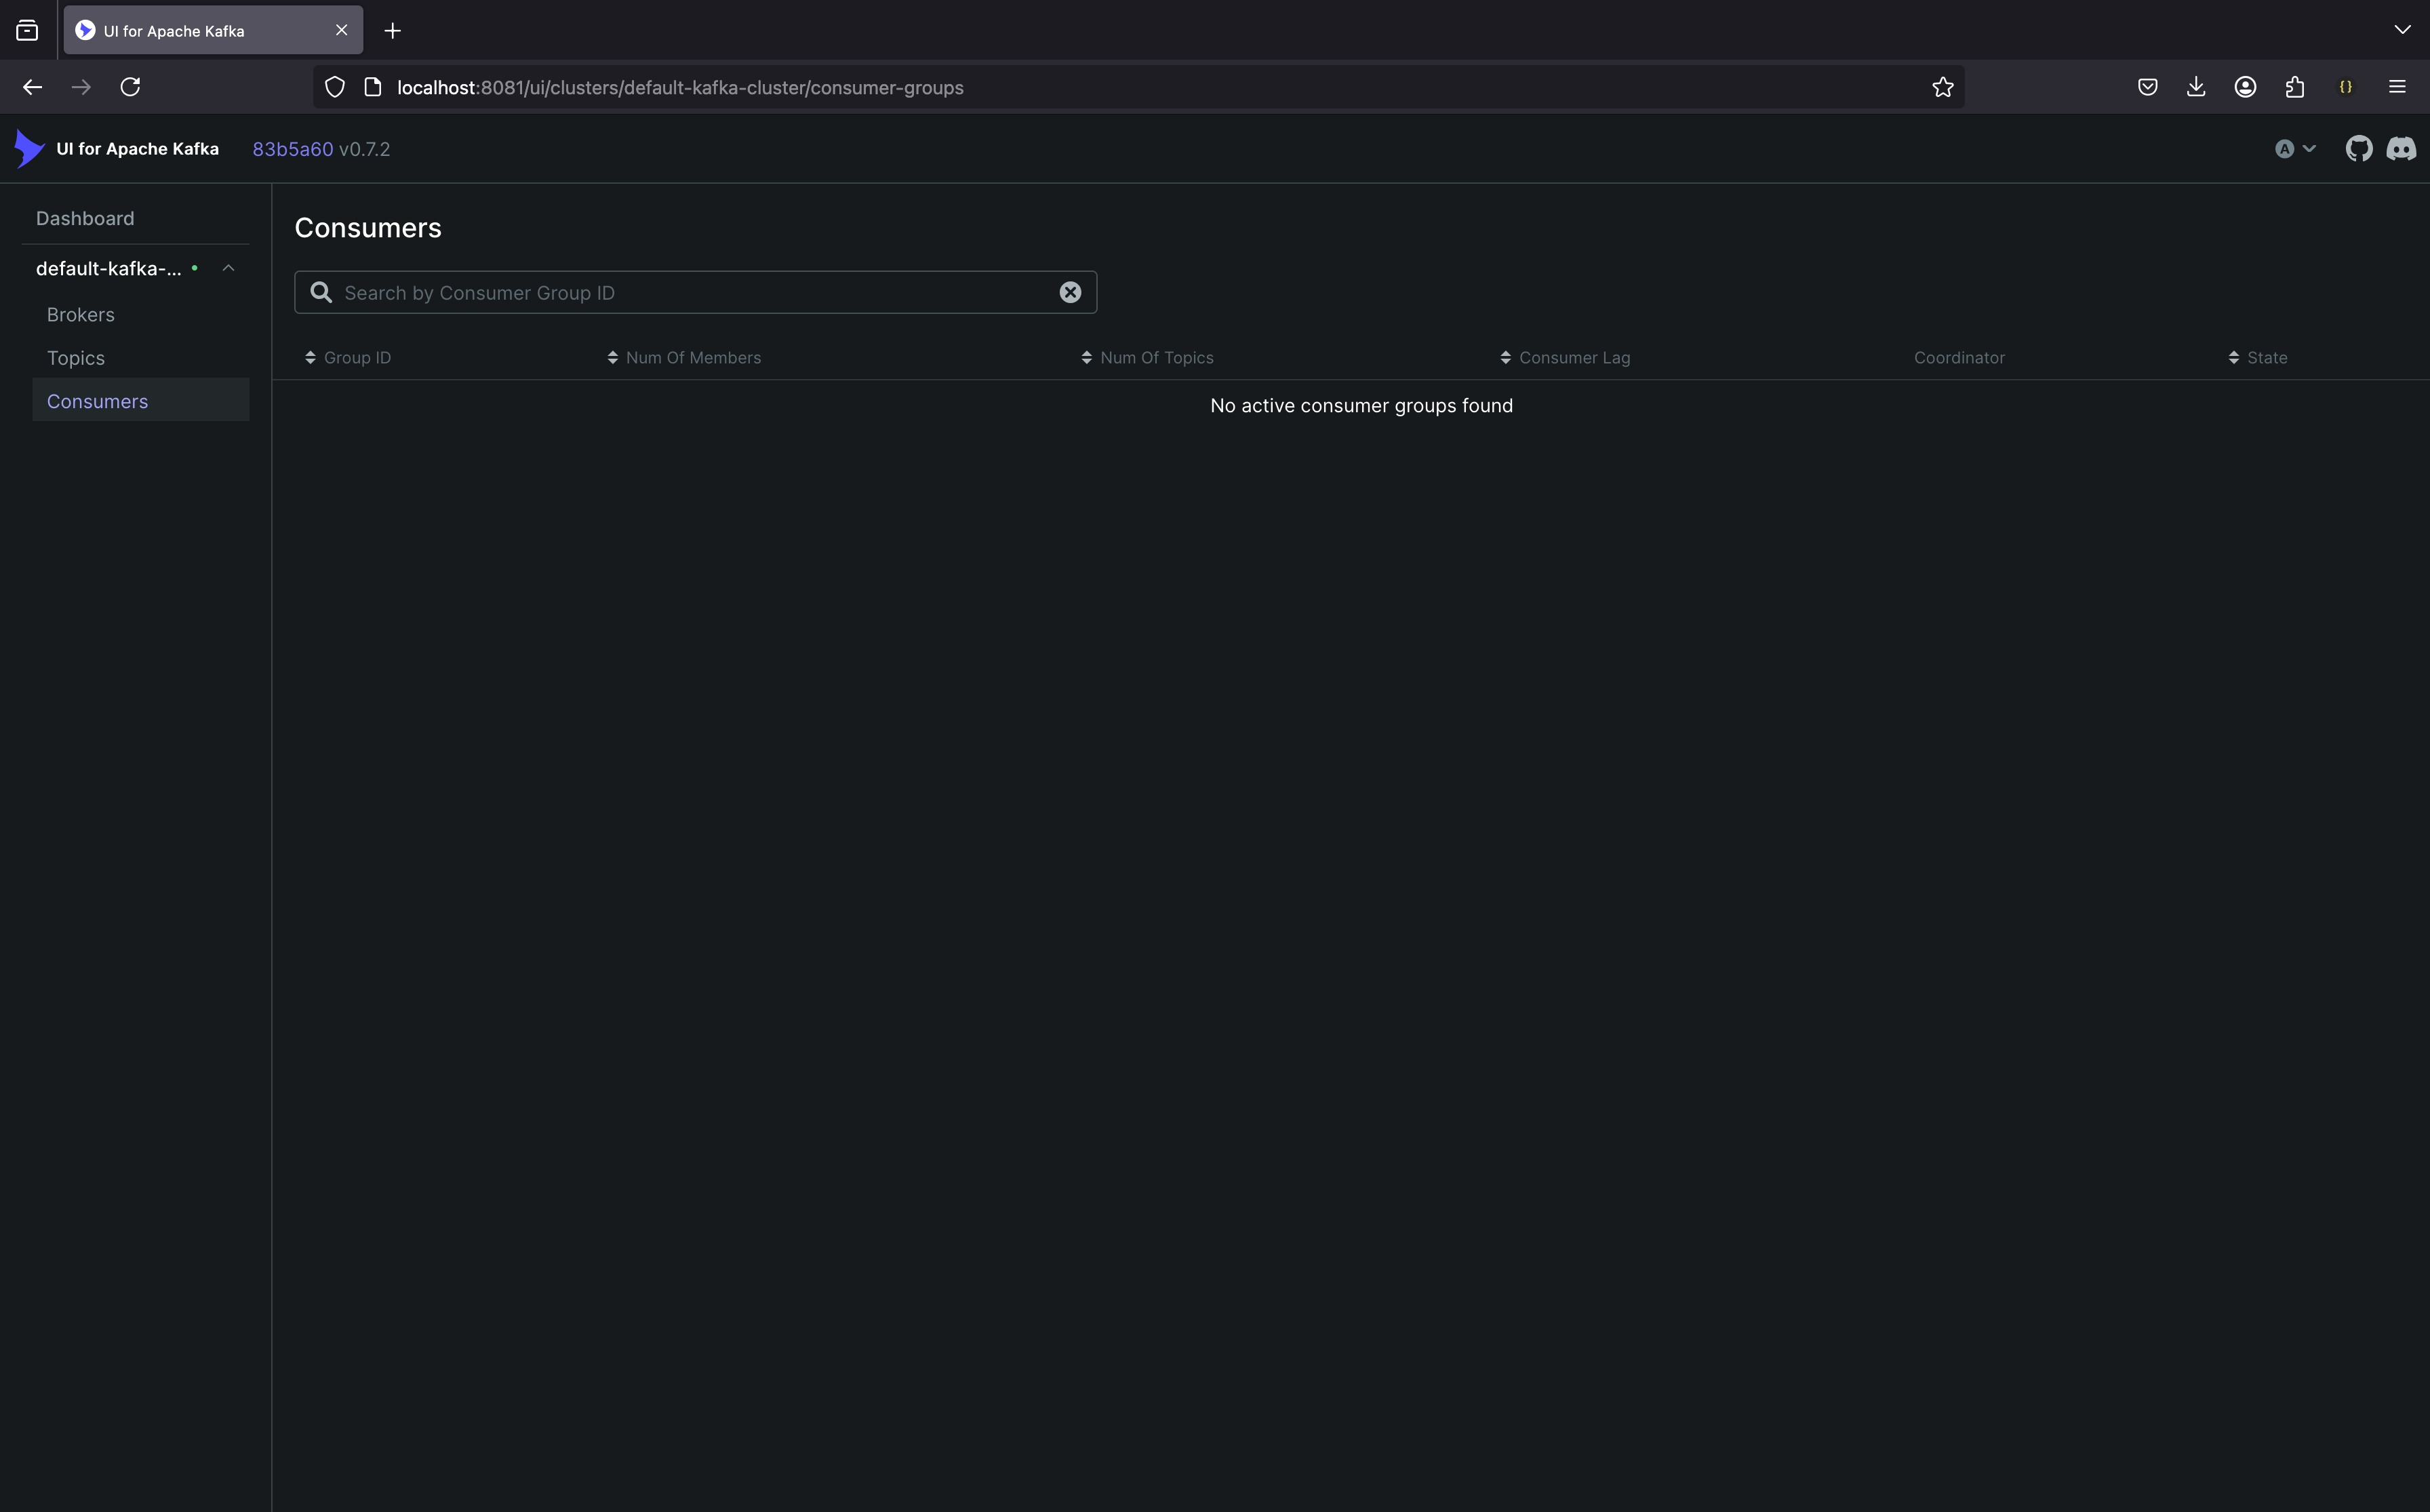 UI for Apache Kafka
localhost:8081/ui/clusters/default-kafka-cluster/consumer-groups
UI for Apache Kafka 83b5a60 v0.7.2
A
Dashboard
default-kafka-...
Brokers
Topics
Consumers
Consumers
Search by Consumer Group ID
Group ID Num Of Members Num Of Topics Consumer Lag Coordinator State
No active consumer groups found